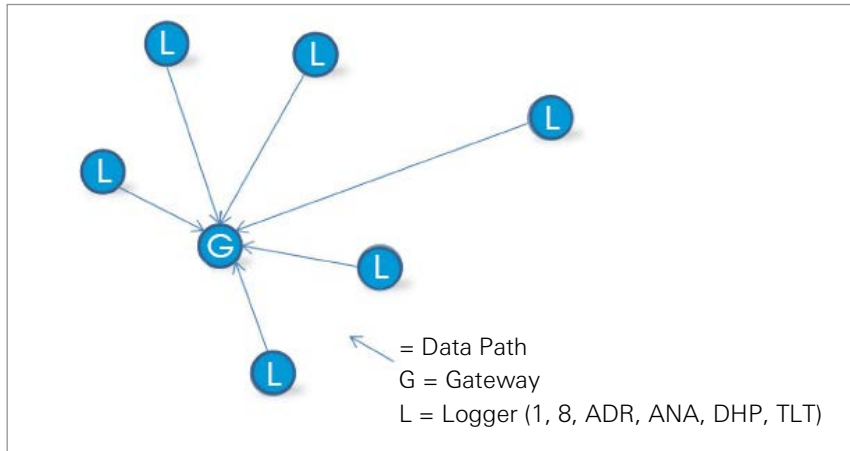 L
L
L
L
G
L
L
= Data Path
G = Gateway
L = Logger (1, 8, ADR, ANA, DHP, TLT)